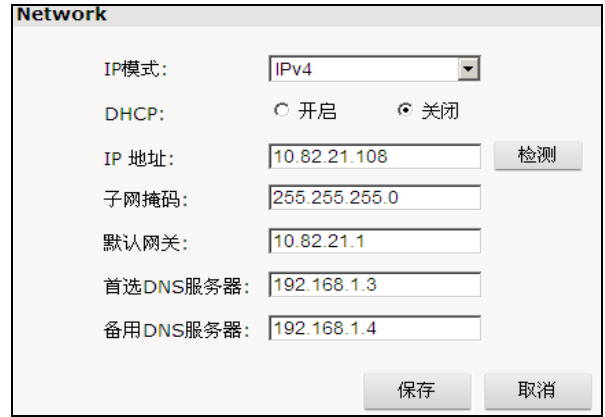 Network
IP模式: IPv4
DHCP: 开启 关闭
IP 地址: 10.82.21.108 检测
子网掩码: 255.255.255.0
默认网关: 10.82.21.1
首选DNS服务器: 192.168.1.3
备用DNS服务器: 192.168.1.4
保存 取消